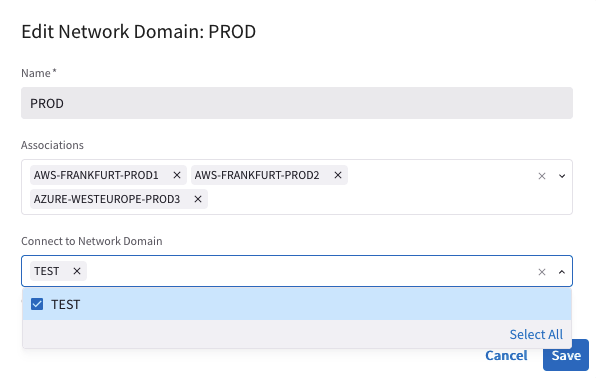 Edit Network Domain: PROD
Name*
PROD
Associations
AWS-FRANKFURT-PROD1 × AWS-FRANKFURT-PROD2 ×
AZURE-WESTEUROPE-PROD3 ×
Connect to Network Domain
TEST ×
TEST
Select All
Cancel Save